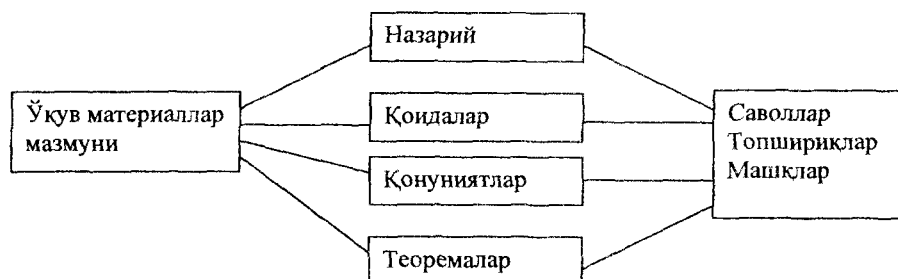 Назарий
Ўқув материаллар
мазмуни
Қоидалар
Қонуниятлар
Теоремалар
Саволлар
Топшириқлар
Машқлар